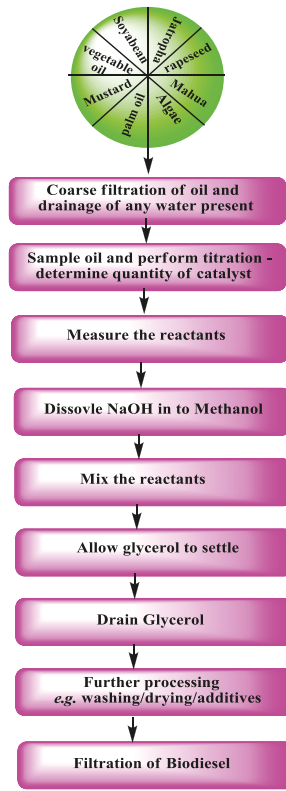 Soyabean
Jatropha
rapeseed
Mahua
Algae
palm oil
Mustard
vegetable
oil
Coarse filtration of oil and
drainage of any water present
Sample oil and perform titration -
determine quantity of catalyst
Measure the reactants
Dissovle NaOH in to Methanol
Mix the reactants
Allow glycerol to settle
Drain Glycerol
Further processing
e.g. washing/drying/additives
Filtration of Biodiesel